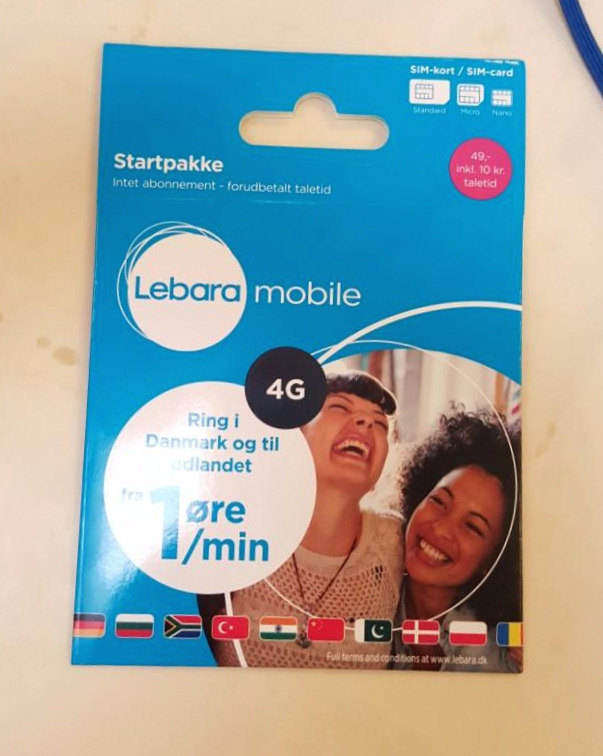 SIM-kort / SIM-card
Standard Micro Nano
49,-
inkl. 10 kr.
taletid
Startpakke
Intet abonnement - forudbetalt taletid
Lebara mobile
4G
Ring i
Danmark og til
udlandet
fra 1 øre
/min
Full terms and conditions at www.lebara.dk